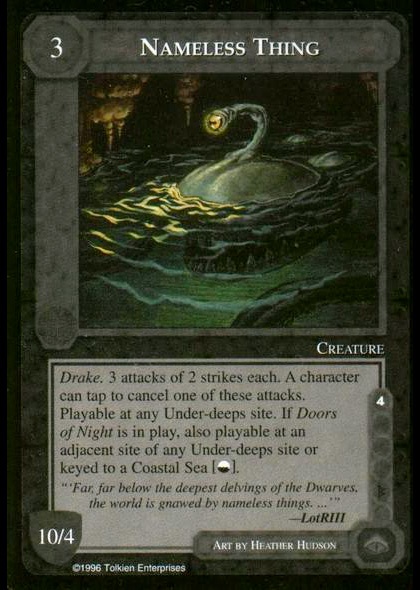 3
NAMELESS THING
CREATURE
Drake. 3 attacks of 2 strikes each. A character
can tap to cancel one of these attacks.
Playable at any Under-deeps site. If Doors
of Night is in play, also playable at an
adjacent site of any Under-deeps site or
keyed to a Coastal Sea [].
4
"'Far, far below the deepest delvings of the Dwarves,
the world is gnawed by nameless things. ...'"
—LotRIII
10/4
ART BY HEATHER HUDSON
©1996 Tolkien Enterprises